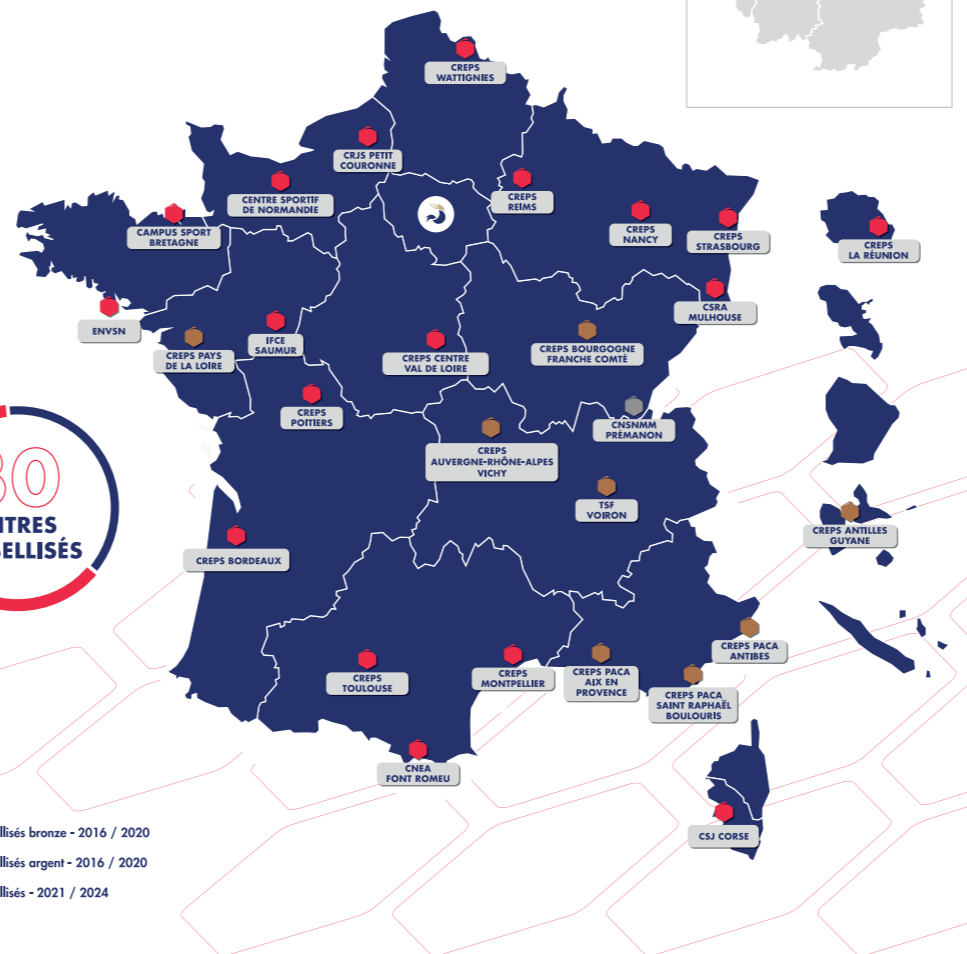 CREPS
WATTIGNIES
CRJS PETIT
COURONNE
CENTRE SPORTIF
DE NORMANDIE
CREPS
REIMS
CAMPUS SPORT
BRETAGNE
CREPS
NANCY
CREPS
STRASBOURG
CREPS
LA RÉUNION
CSRA
MULHOUSE
ENVSN
IFCE
SAUMUR
CREPS PAYS
DE LA LOIRE
CREPS CENTRE
VAL DE LOIRE
CREPS BOURGOGNE
FRANCHE COMTÉ
CREPS
POITIERS
CNSNMM
PRÉMANON
CREPS
AUVERGNE-RHÔNE-ALPES
VICHY
TSF
VOIRON
30
NTRES
ELLISÉS
CREPS ANTILLES
GUYANE
CREPS BORDEAUX
CREPS PACA
ANTIBES
CREPS
TOULOUSE
CREPS
MONTPELLIER
CREPS PACA
AIX EN
PROVENCE
CREPS PACA
SAINT RAPHAËL
BOULOURIS
CNEA
FONT ROMEU
CSJ CORSE
llisés bronze - 2016 / 2020
llisés argent - 2016 / 2020
llisés - 2021 / 2024